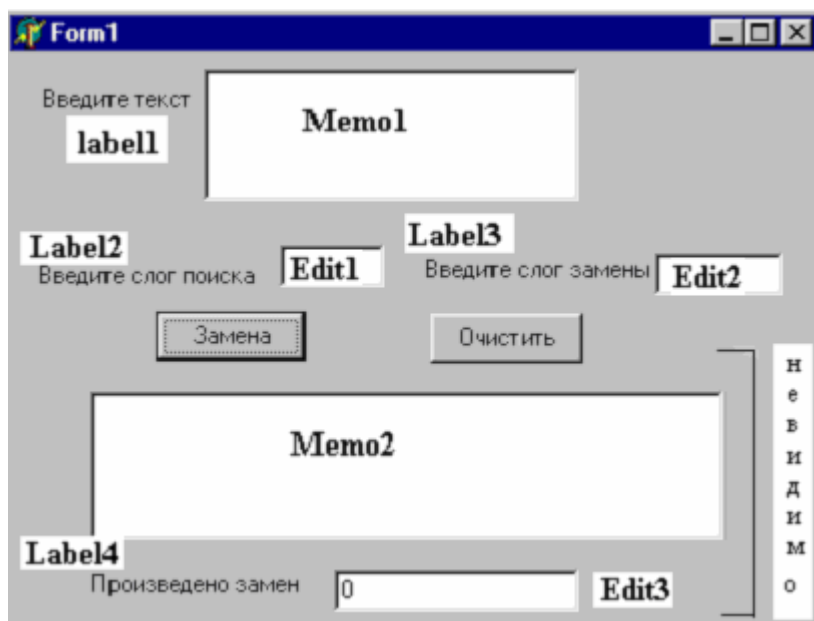 Form1
Введите текст
label1
Memo1
Label2
Введите слог поиска
Edit1
Label3
Введите слог замены
Edit2
Замена
Очистить
невидимо
Memo2
Label4
Произведено замен
0
Edit3